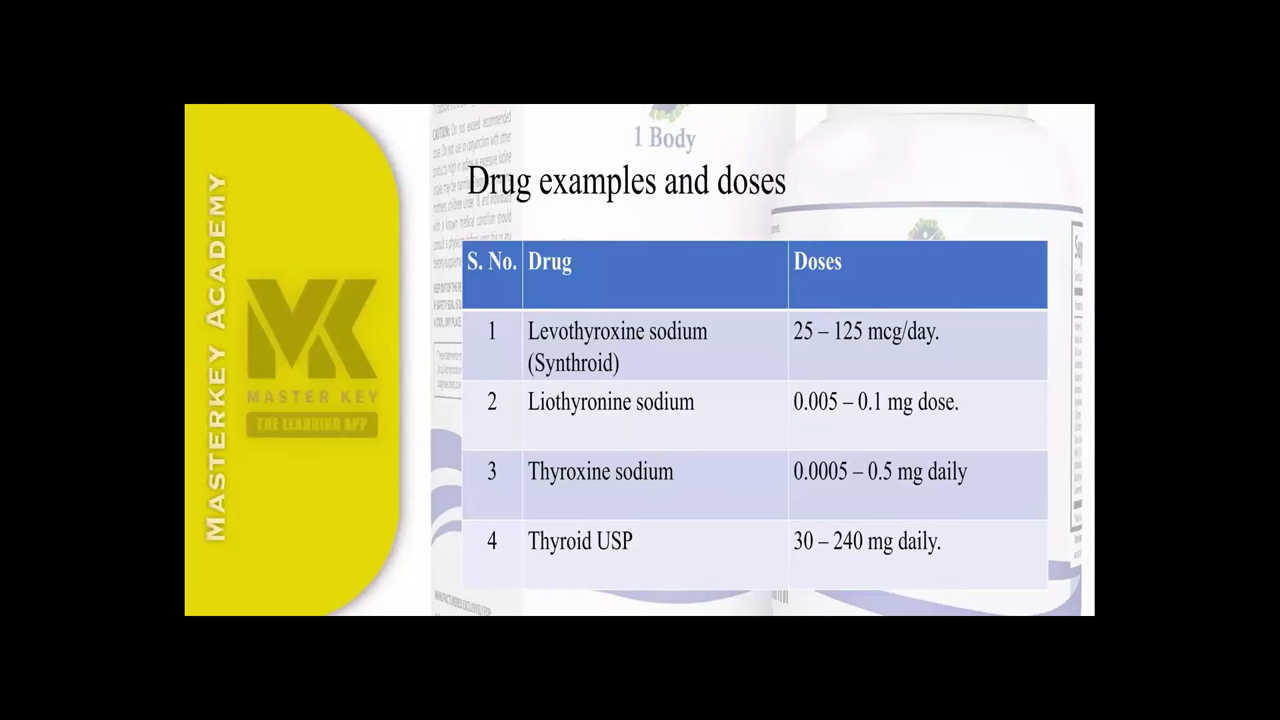 MASTERKEY ACADEMY
MASTER KEY
THE LEARNING APP
1 Body
Drug examples and doses
S. No. Drug Doses
1 Levothyroxine sodium 25 – 125 mcg/day.
(Synthroid)
2 Liothyronine sodium 0.005 – 0.1 mg dose.
3 Thyroxine sodium 0.0005 – 0.5 mg daily
4 Thyroid USP 30 – 240 mg daily.